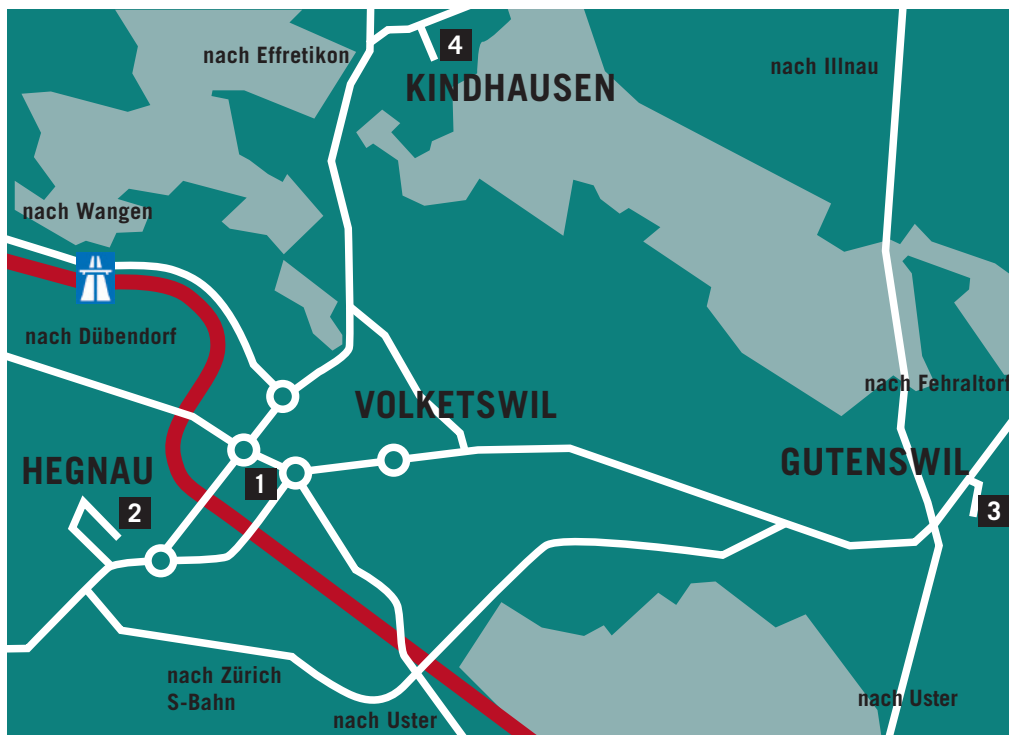 nach Effretikon
4
KINDHAUSEN
nach Illnau
nach Wangen
nach Dübendorf
nach Fehraltorf
VOLKETSWIL
HEGNAU
1
GUTENSWIL
2
3
nach Zürich
S-Bahn
nach Uster
nach Uster